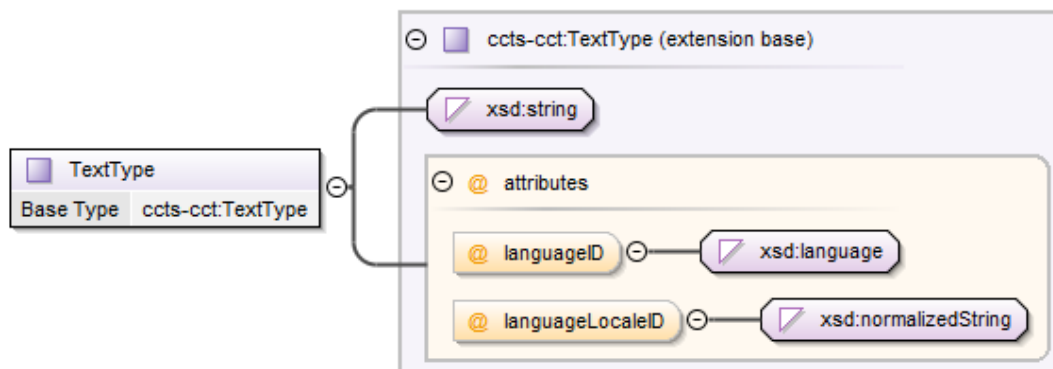 ccts-cct:TextType (extension base)
xsd:string
TextType
Base Type ccts-cct:TextType
@ attributes
@ languageID xsd:language
@ languageLocaleID xsd:normalizedString